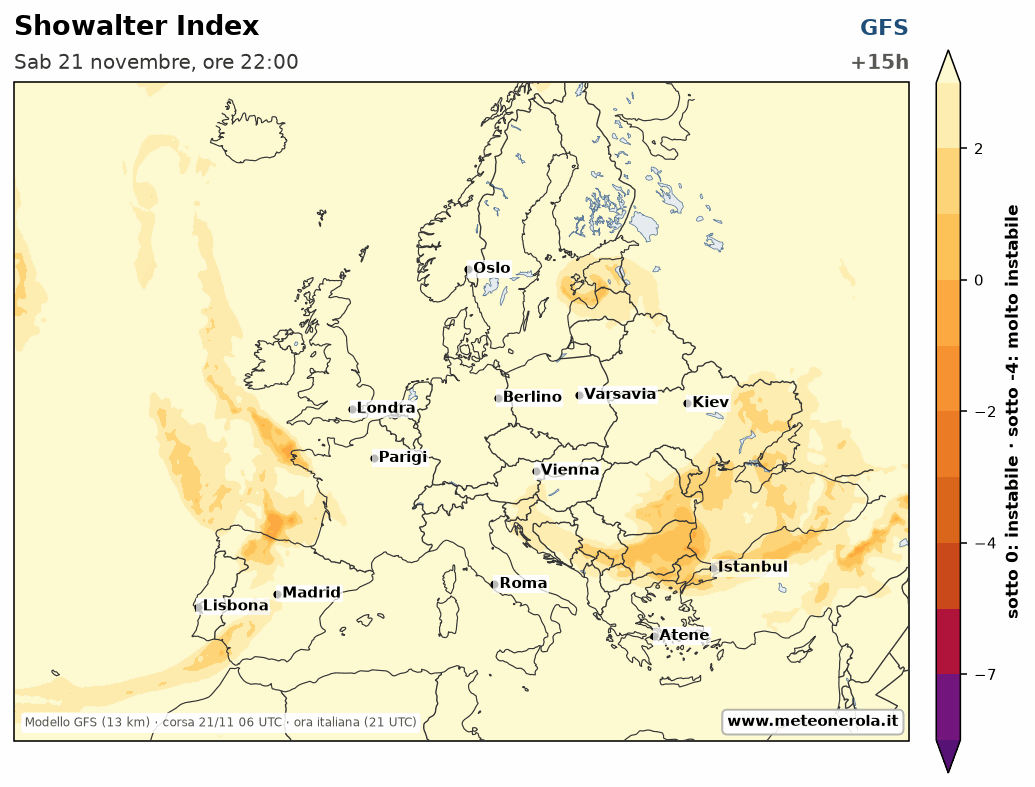 Showalter Index
GFS
Sab 21 novembre, ore 22:00
+15h
Oslo
Londra
Berlino
Varsavia
Kiev
Parigi
Vienna
Istanbul
Roma
Madrid
Lisbona
Atene
Modello GFS (13 km) · corsa 21/11 06 UTC · ora italiana (21 UTC)
www.meteonerola.it
2
0
−2
−4
−7
sotto 0: instabile · sotto -4: molto instabile